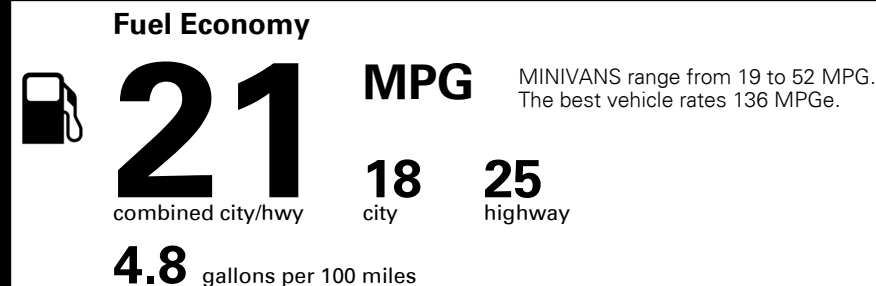 Fuel Economy
21 MPG
MINIVANS range from 19 to 52 MPG.
The best vehicle rates 136 MPGe.
18 25
combined city/hwy city highway
4.8 gallons per 100 miles